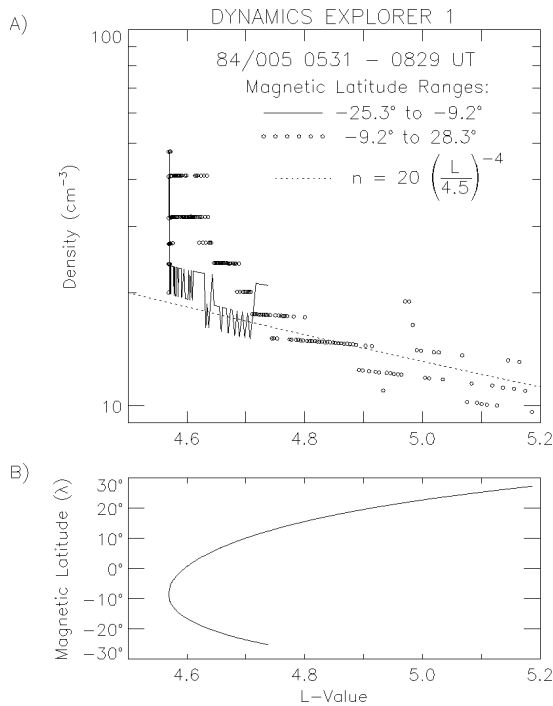 DYNAMICS EXPLORER 1
A)
100
84/005 0531 - 0829 UT
Magnetic Latitude Ranges:
-25.3° to -9.2°
-9.2° to 28.3°
n = 20 (L/4.5)^-4
Density (cm^-3)
10
4.6 4.8 5.0 5.2
B)
30°
20°
10°
0°
-10°
-20°
-30°
Magnetic Latitude (λ)
4.6 4.8 5.0 5.2
L-Value